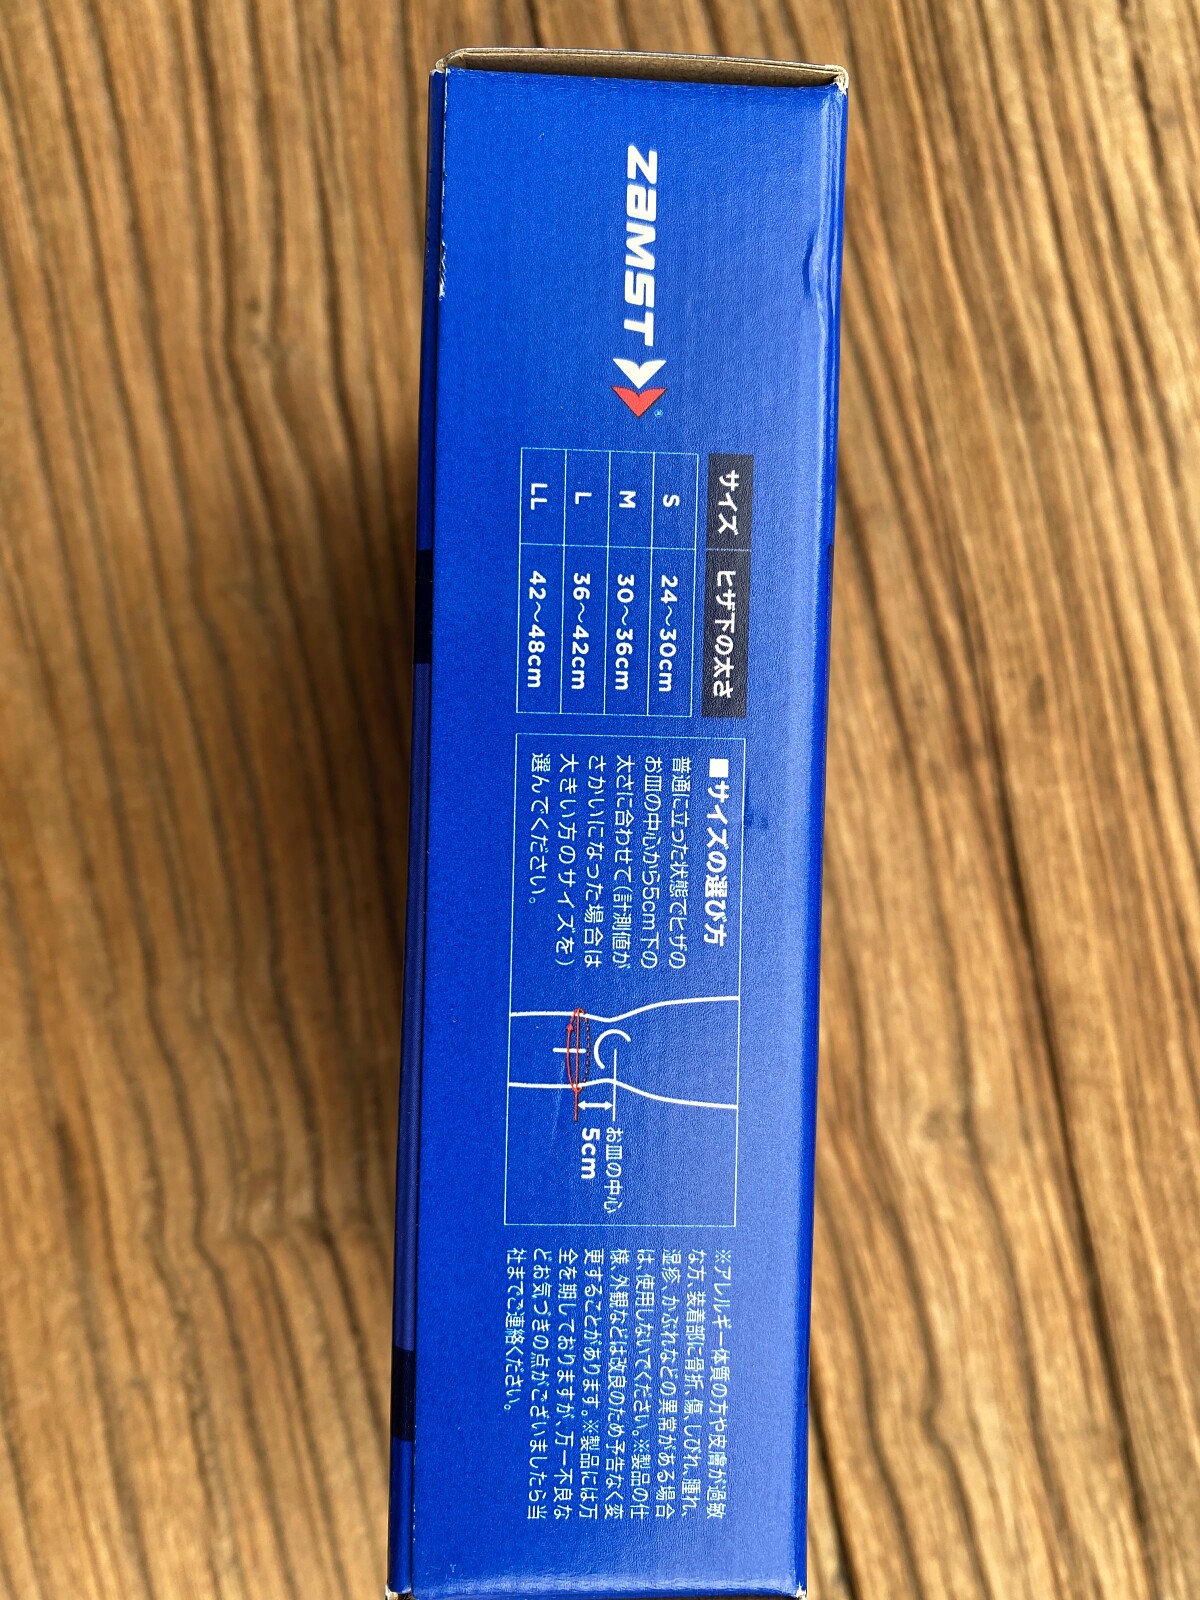 ZAMST
サイズ ヒザ下の太さ
S 24〜30cm
M 30〜36cm
L 36〜42cm
LL 42〜48cm
■サイズの選び方
普通に立った状態でヒザの
お皿の中心から5cm下の
太さに合わせて(計測値が
さかいになった場合は
大きい方のサイズを)
選んでください。
お皿の中心
5cm
※アレルギー体質の方や皮膚が過敏
な方、装着部に骨折、傷、しびれ、腫れ、
湿疹、かぶれなどの異常がある場合
は、使用しないでください。※製品の仕
様、外観などは改良のため予告なく変
更することがあります。※製品には万
全を期しておりますが、万一不良な
どお気づきの点がございましたら当
社までご連絡ください。